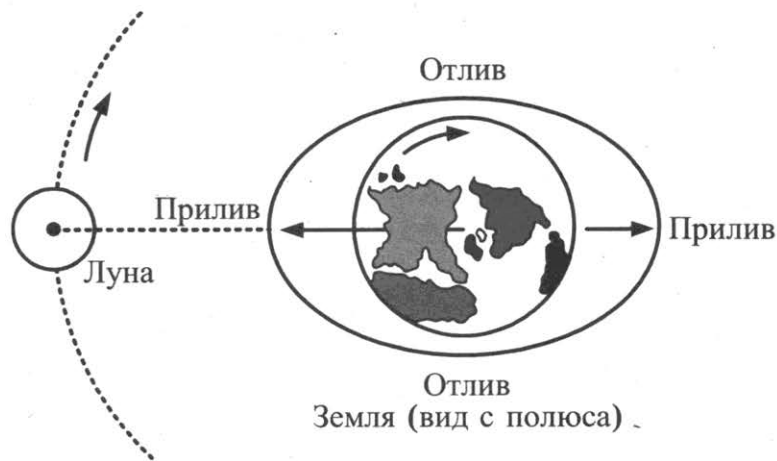 Отлив
Прилив
Прилив
Луна
Отлив
Земля (вид с полюса)